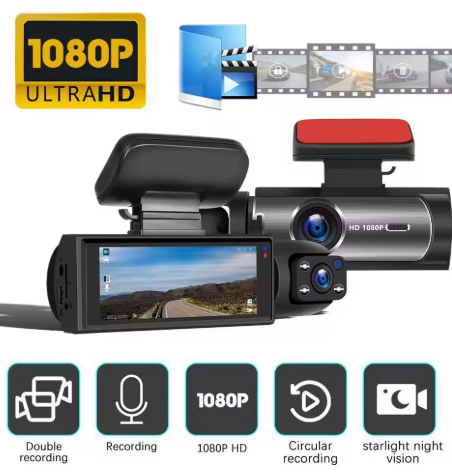 1080P
ULTRAHD
HD 1080P
1080P
Double
recording
Recording
1080P HD
Circular
recording
starlight night
vision